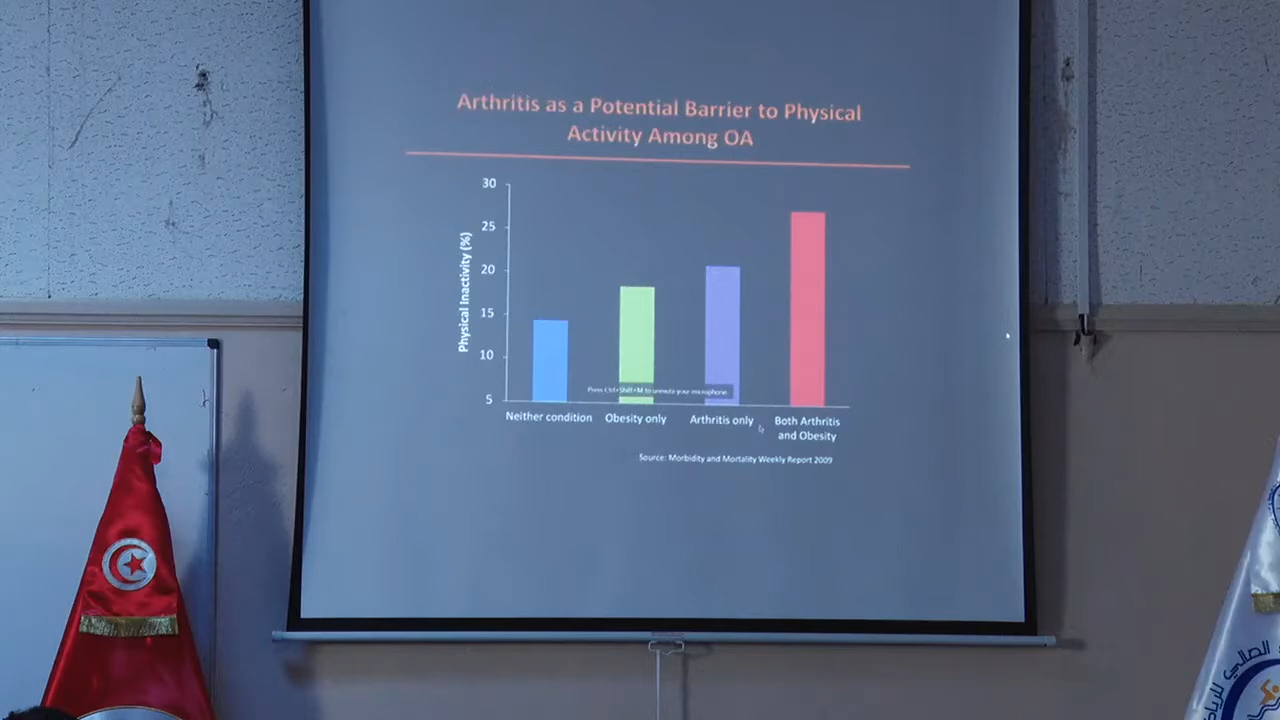 Arthritis as a Potential Barrier to Physical
Activity Among OA
30
25
20
15
10
5
Physical Inactivity (%)
Press Ctrl+Shift+M to unmute your microphone.
Neither condition
Obesity only
Arthritis only
Both Arthritis
and Obesity
Source: Morbidity and Mortality Weekly Report 2009